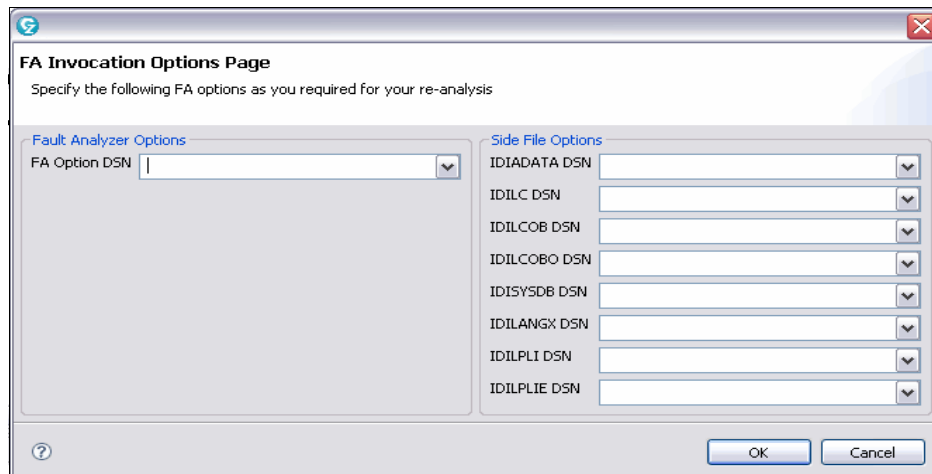 FA Invocation Options Page
Specify the following FA options as you required for your re-analysis
Fault Analyzer Options
FA Option DSN
Side File Options
IDIADATA DSN
IDILC DSN
IDILCOB DSN
IDILCOBO DSN
IDISYSDB DSN
IDILANGX DSN
IDILPLI DSN
IDILPLIE DSN
?
OK
Cancel